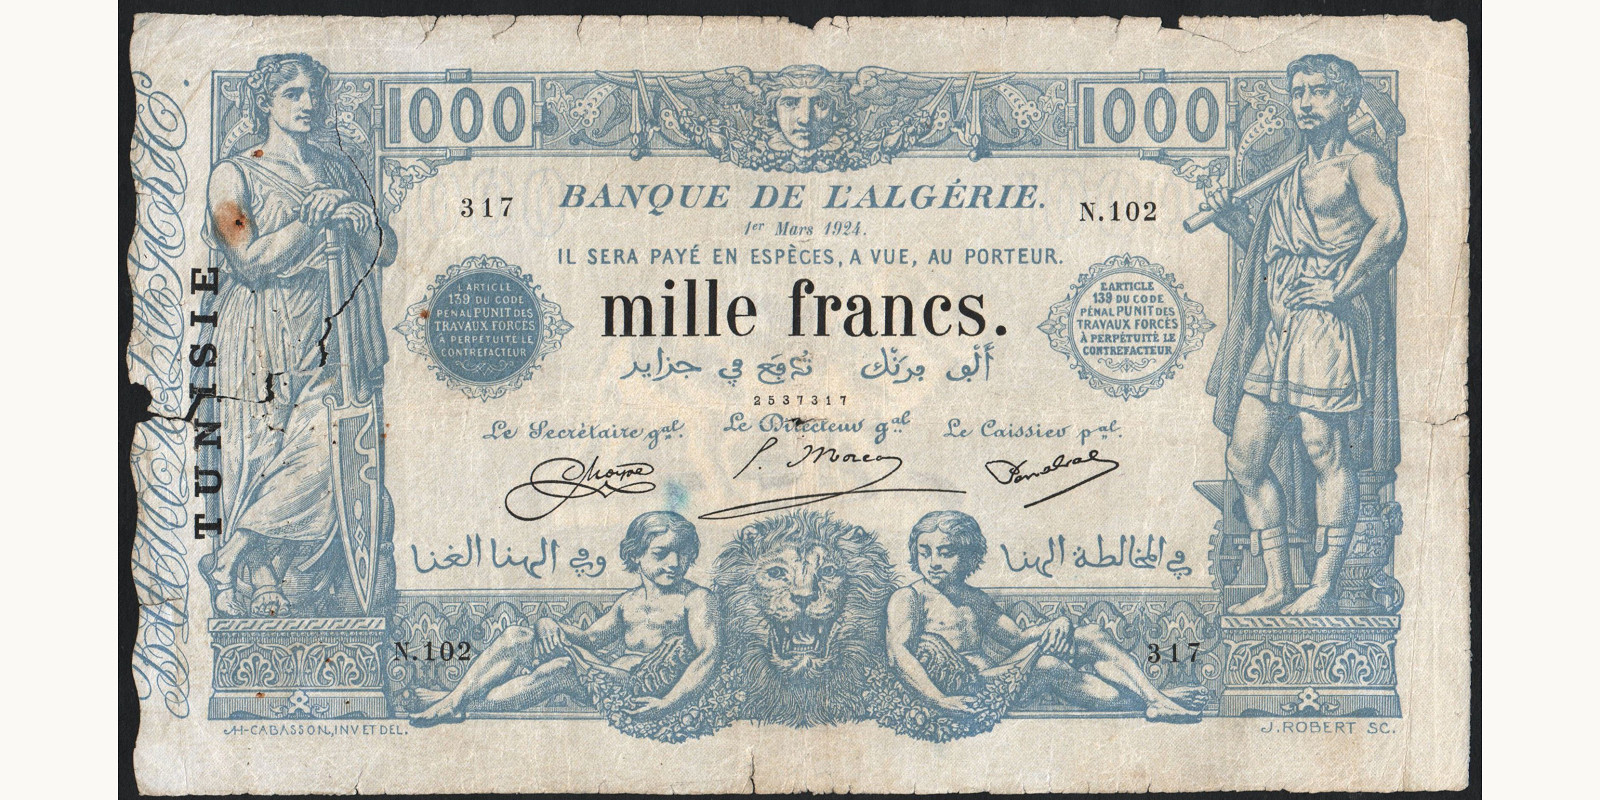 1000
1000
317
BANQUE DE L'ALGÉRIE.
N.102
1er Mars 1924.
IL SERA PAYÉ EN ESPÈCES, A VUE, AU PORTEUR.
mille francs.
L'ARTICLE
139 DU CODE
PÉNAL PUNIT DES
TRAVAUX FORCÉS
A PERPÉTUITÉ LE
CONTREFACTEUR
L'ARTICLE
139 DU CODE
PÉNAL PUNIT DES
TRAVAUX FORCÉS
À PERPÉTUITÉ LE
CONTREFACTEUR
TUNISIE
في جزاير
2537317
Le Secrétaire gal.
Le Directeur gal
Le Caissier pal.
وفي الهنا الغنا
في المخالطة الهنا
N.102
317
H-CABASSON, INV ET DEL.
J. ROBERT SC.